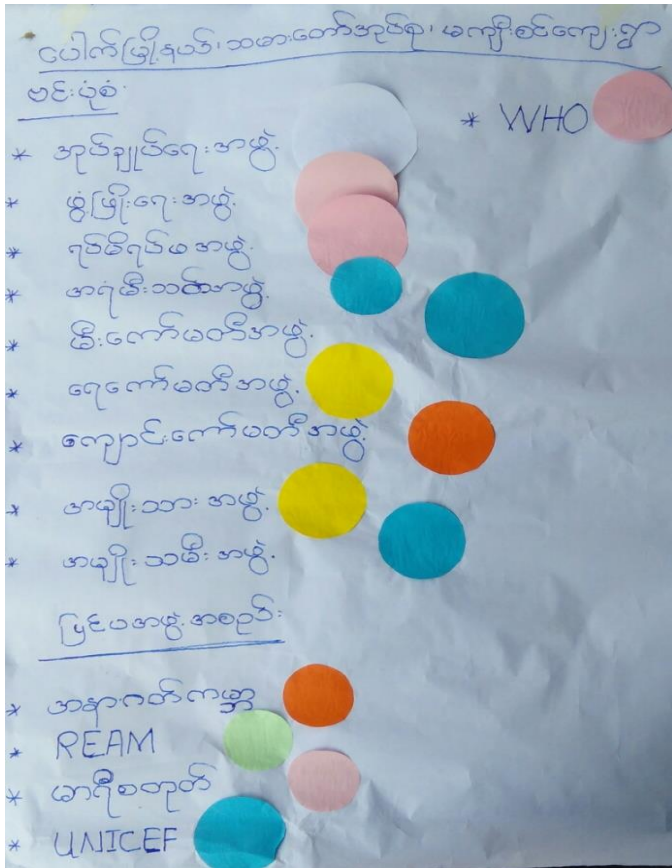 ပေါက်မြို့နယ်၊ သမားတော်အုပ်စု၊ မကျီးစင်ကျေးရွာ
ဗင်းပုံစံ
* WHO
* အုပ်ချုပ်ရေးအဖွဲ့
* ဖွံ့ဖြိုးရေးအဖွဲ့
* ရပ်မိရပ်ဖအဖွဲ့
* အရံမီးသတ်အဖွဲ့
* မီးကော်မတီအဖွဲ့
* ရေကော်မတီအဖွဲ့
* ကျောင်းကော်မတီအဖွဲ့
* အမျိုးသားအဖွဲ့
* အမျိုးသမီးအဖွဲ့
ပြင်ပအဖွဲ့အစည်း
* အနာဂတ်ကမ္ဘာ
* REAM
* မာရီစတုတ်
* UNICEF